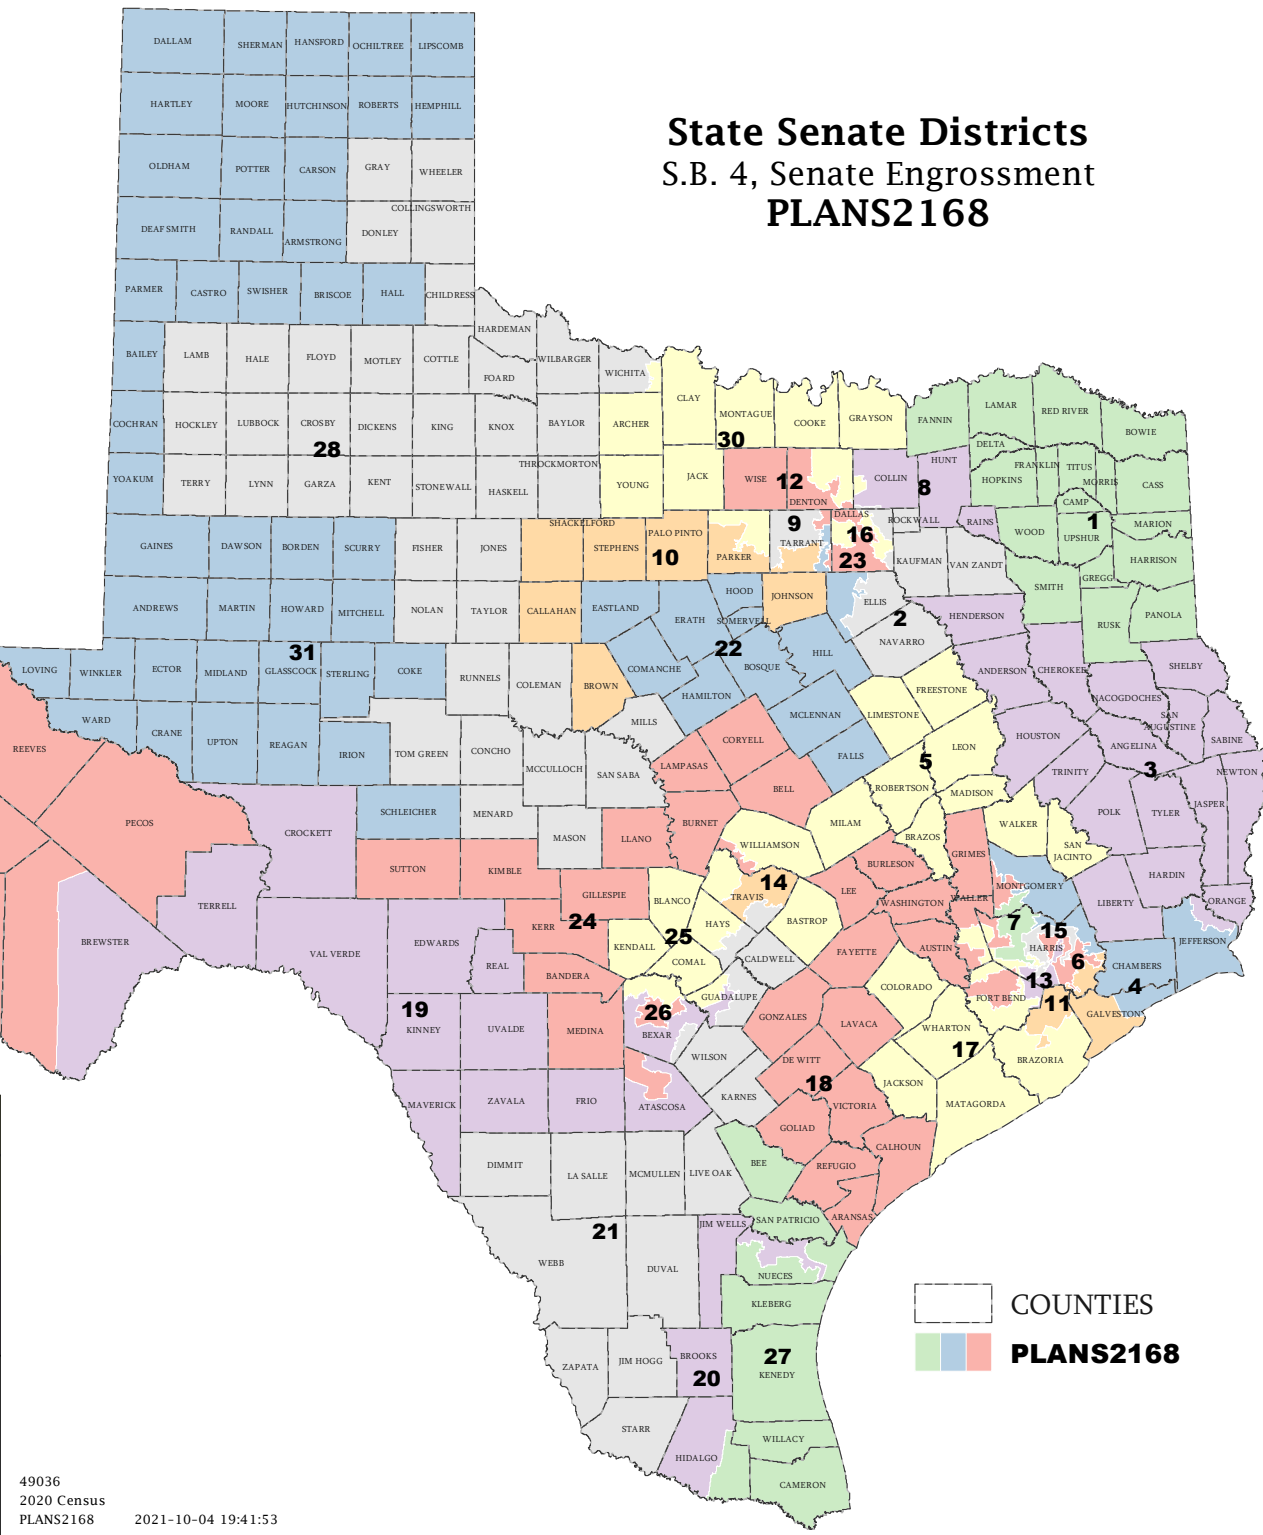 State Senate Districts
S.B. 4, Senate Engrossment
PLANS2168
DALLAM SHERMAN HANSFORD OCHILTREE LIPSCOMB
HARTLEY MOORE HUTCHINSON ROBERTS HEMPHILL
OLDHAM POTTER CARSON GRAY WHEELER
COLLINGSWORTH
DEAF SMITH RANDALL ARMSTRONG DONLEY
PARMER CASTRO SWISHER BRISCOE HALL CHILDRESS
HARDEMAN
BAILEY LAMB HALE FLOYD MOTLEY COTTLE FOARD WILBARGER WICHITA
CLAY MONTAGUE COOKE GRAYSON FANNIN LAMAR RED RIVER BOWIE
COCHRAN HOCKLEY LUBBOCK CROSBY DICKENS KING KNOX BAYLOR ARCHER
28 30
DELTA
YOAKUM TERRY LYNN GARZA KENT STONEWALL HASKELL THROCKMORTON YOUNG JACK WISE 12 DENTON COLLIN 8 HUNT HOPKINS FRANKLIN TITUS MORRIS CASS
CAMP
SHACKELFORD STEPHENS PALO PINTO PARKER 9 TARRANT DALLAS 16 ROCKWALL RAINS WOOD 1 UPSHUR MARION
10 23
GAINES DAWSON BORDEN SCURRY FISHER JONES KAUFMAN VAN ZANDT SMITH GREGG HARRISON
ANDREWS MARTIN HOWARD MITCHELL NOLAN TAYLOR CALLAHAN EASTLAND ERATH HOOD SOMERVELL JOHNSON ELLIS 2 NAVARRO HENDERSON RUSK PANOLA
31 22
LOVING WINKLER ECTOR MIDLAND GLASSCOCK STERLING COKE RUNNELS COLEMAN BROWN COMANCHE HAMILTON BOSQUE HILL FREESTONE ANDERSON CHEROKEE NACOGDOCHES SHELBY
WARD CRANE UPTON REAGAN IRION TOM GREEN CONCHO MCCULLOCH SAN SABA MILLS MCLENNAN LIMESTONE LEON HOUSTON ANGELINA SAN AUGUSTINE SABINE
REEVES PECOS LAMPASAS CORYELL FALLS 5 TRINITY 3 NEWTON
CROCKETT SCHLEICHER MENARD MASON LLANO BURNET BELL MILAM ROBERTSON MADISON POLK TYLER JASPER
WILLIAMSON BRAZOS WALKER SAN JACINTO
SUTTON KIMBLE GILLESPIE BLANCO TRAVIS 14 LEE BURLESON GRIMES MONTGOMERY LIBERTY HARDIN ORANGE
TERRELL BREWSTER VAL VERDE EDWARDS REAL KERR 24 KENDALL 25 HAYS BASTROP WASHINGTON WALLER 7 15 HARRIS JEFFERSON
BANDERA COMAL CALDWELL FAYETTE AUSTIN 6 CHAMBERS
19 KINNEY UVALDE MEDINA 26 BEXAR GUADALUPE GONZALES LAVACA COLORADO FORT BEND 13 11 4 GALVESTON
WILSON DE WITT WHARTON 17 BRAZORIA
MAVERICK ZAVALA FRIO ATASCOSA KARNES 18 VICTORIA JACKSON MATAGORDA
GOLIAD CALHOUN
DIMMIT LA SALLE MCMULLEN LIVE OAK BEE REFUGIO
21 JIM WELLS SAN PATRICIO ARANSAS
WEBB DUVAL NUECES
KLEBERG
ZAPATA JIM HOGG BROOKS 20 27 KENEDY
STARR HIDALGO WILLACY
CAMERON
COUNTIES
PLANS2168
49036
2020 Census
PLANS2168 2021-10-04 19:41:53